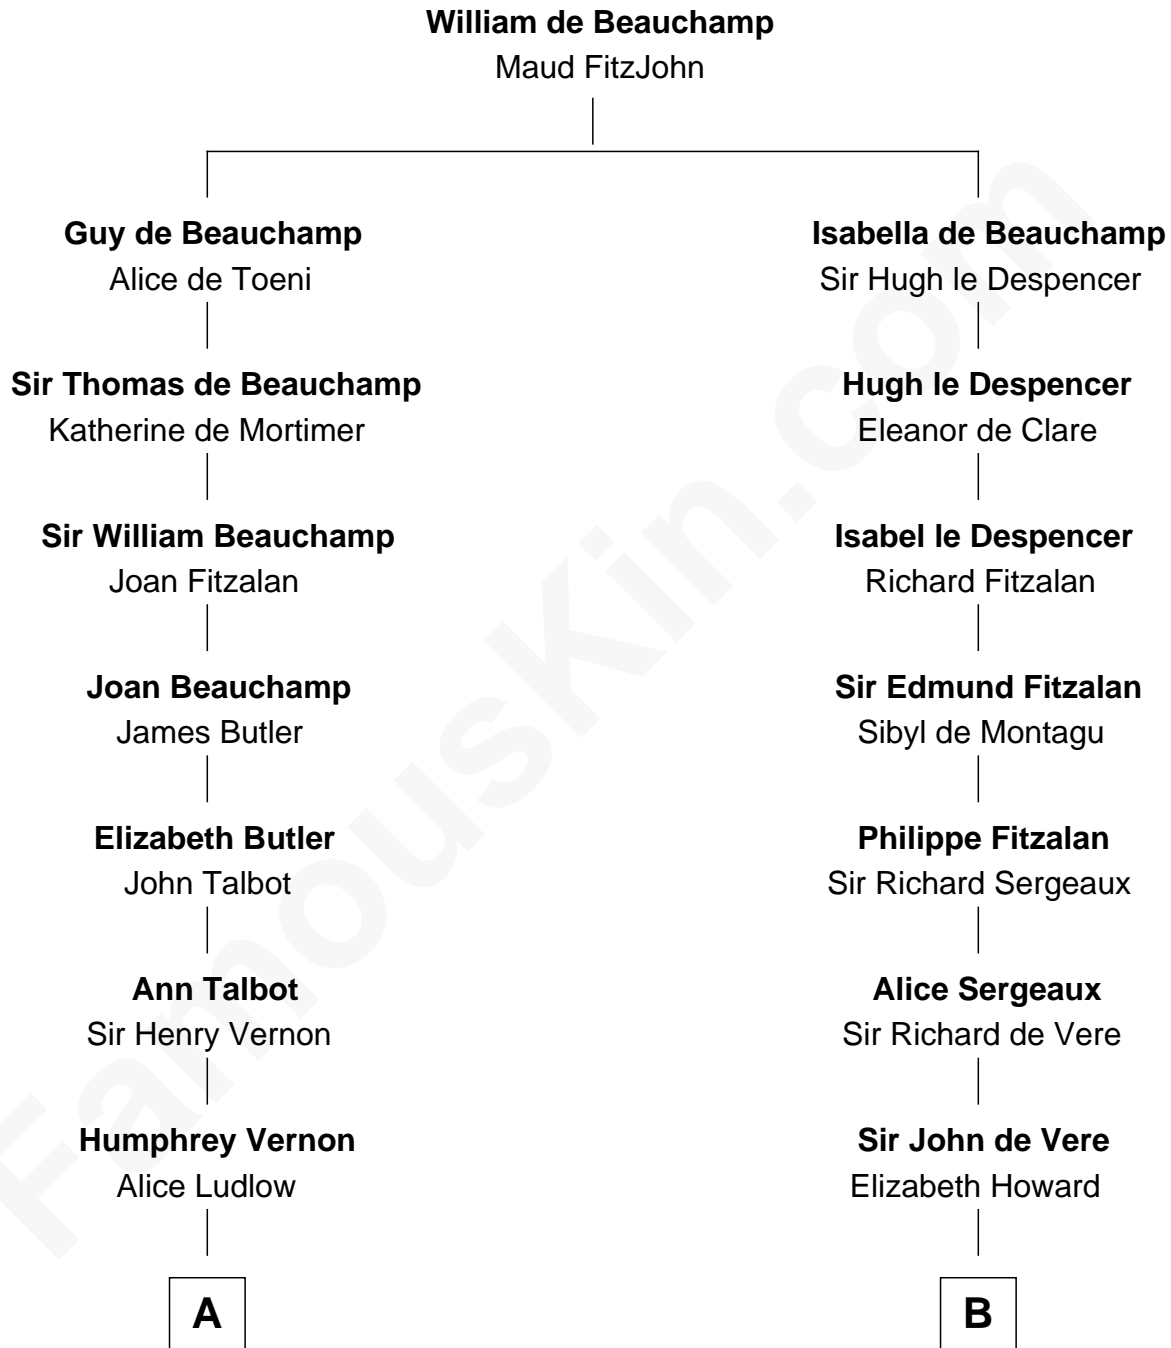 William de Beauchamp
Maud FitzJohn
Guy de Beauchamp
Alice de Toeni
Isabella de Beauchamp
Sir Hugh le Despencer
Sir Thomas de Beauchamp
Katherine de Mortimer
Hugh le Despencer
Eleanor de Clare
Sir William Beauchamp
Joan Fitzalan
Isabel le Despencer
Richard Fitzalan
Joan Beauchamp
James Butler
Sir Edmund Fitzalan
Sibyl de Montagu
Elizabeth Butler
John Talbot
Philippe Fitzalan
Sir Richard Sergeaux
Ann Talbot
Sir Henry Vernon
Alice Sergeaux
Sir Richard de Vere
Humphrey Vernon
Alice Ludlow
Sir John de Vere
Elizabeth Howard
A
B
FamousKin.com